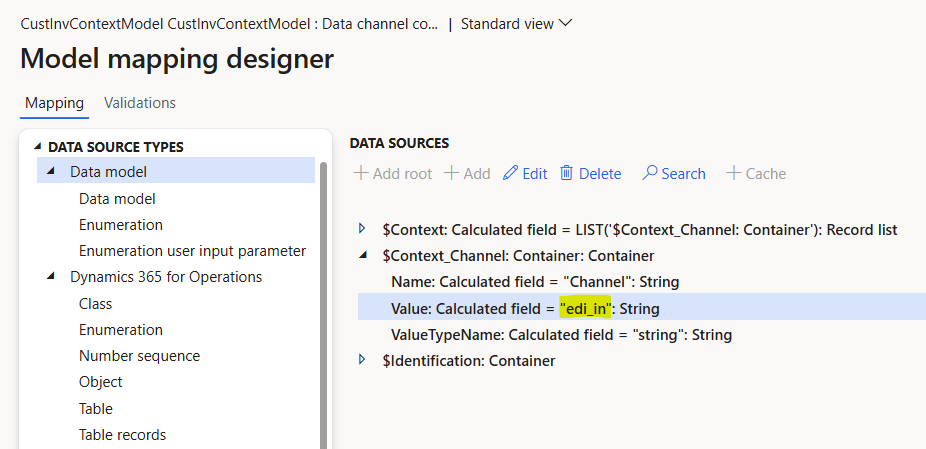 CustInvContextModel CustInvContextModel : Data channel co... | Standard view
Model mapping designer
Mapping Validations
DATA SOURCE TYPES
Data model
Data model
Enumeration
Enumeration user input parameter
Dynamics 365 for Operations
Class
Enumeration
Number sequence
Object
Table
Table records
DATA SOURCES
Add root Add Edit Delete Search Cache
$Context: Calculated field = LIST('$Context_Channel: Container'): Record list
$Context_Channel: Container: Container
Name: Calculated field = "Channel": String
Value: Calculated field = "edi_in": String
ValueTypeName: Calculated field = "string": String
$Identification: Container